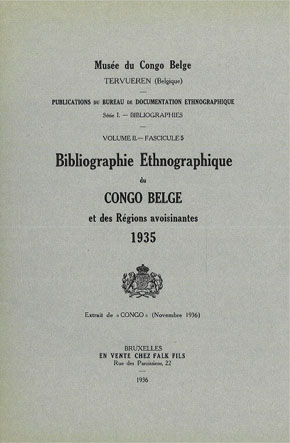 Musée du Congo Belge
TERVUEREN (Belgique)
PUBLICATIONS DU BUREAU DE DOCUMENTATION ETHNOGRAPHIQUE
Série I. — BIBLIOGRAPHIES
VOLUME II. — FASCICULE 5
Bibliographie Ethnographique
du
CONGO BELGE
et des Régions avoisinantes
1935
Extrait de « CONGO » (Novembre 1936)
BRUXELLES
EN VENTE CHEZ FALK FILS
Rue des Paroissiens, 22
1936